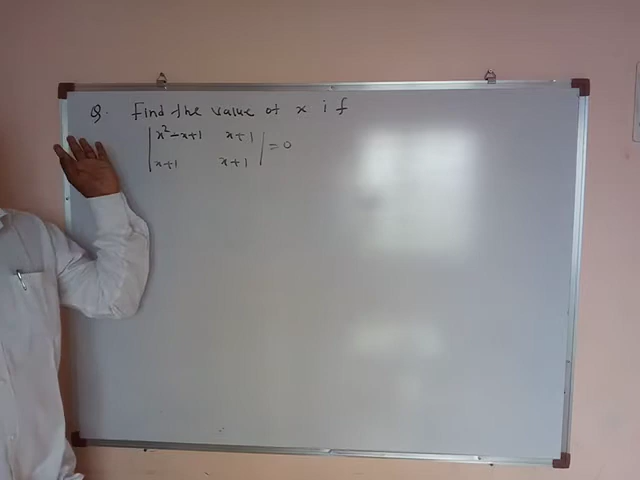 Q. Find the value of x if
| x²-x+1 x+1 | = 0
| x+1 x+1 |